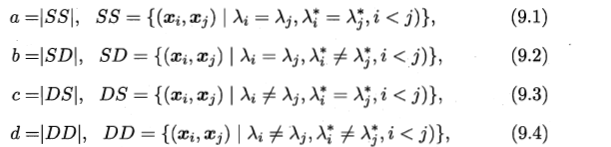 a =|SS|, SS = {(x_i, x_j) | λ_i = λ_j, λ_i^* = λ_j^*, i < j)}, (9.1)
b =|SD|, SD = {(x_i, x_j) | λ_i = λ_j, λ_i^* ≠ λ_j^*, i < j)}, (9.2)
c =|DS|, DS = {(x_i, x_j) | λ_i ≠ λ_j, λ_i^* = λ_j^*, i < j)}, (9.3)
d =|DD|, DD = {(x_i, x_j) | λ_i ≠ λ_j, λ_i^* ≠ λ_j^*, i < j)}, (9.4)